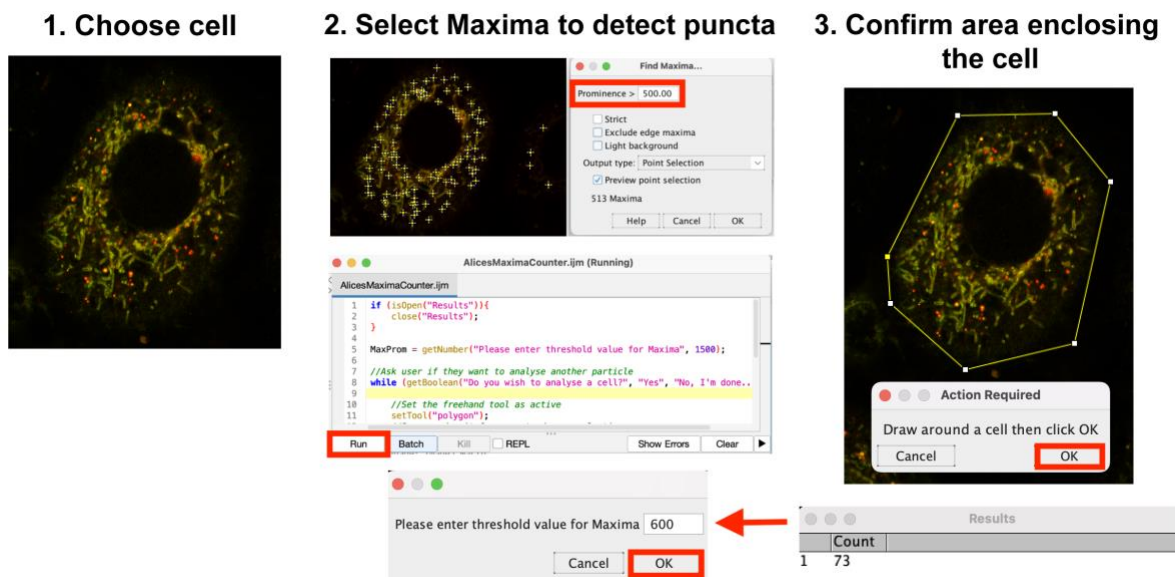 1. Choose cell
2. Select Maxima to detect puncta
Find Maxima...
Prominence > 500.00
Strict
Exclude edge maxima
Light background
Output type: Point Selection
Preview point selection
513 Maxima
Help Cancel OK
AlicesMaximaCounter.ijm (Running)
AlicesMaximaCounter.ijm
1 if (isOpen("Results")){
2 close("Results");
3 }
4
5 MaxProm = getNumber("Please enter threshold value for Maxima", 1500);
6
7 //Ask user if they want to analyse another particle
8 while (getBoolean("Do you wish to analyse a cell?", "Yes", "No, I'm done..
9
10 //Set the freehand tool as active
11 setTool("polygon");
Run Batch Kill REPL Show Errors Clear
Please enter threshold value for Maxima 600
Cancel OK
3. Confirm area enclosing
the cell
Action Required
Draw around a cell then click OK
Cancel OK
Results
Count
1 73